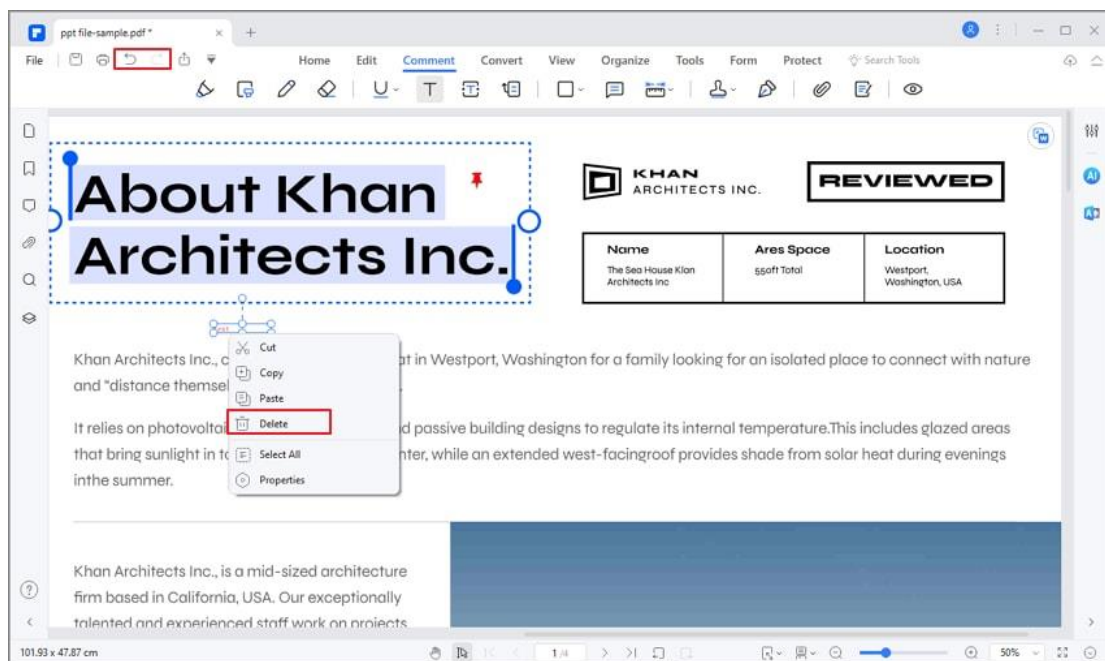 ppt file-sample.pdf *
File
Home Edit Comment Convert View Organize Tools Form Protect Search Tools
About Khan
Architects Inc.
KHAN
ARCHITECTS INC.
REVIEWED
Name Ares Space Location
The Sea House Klan 550ft Total Westport,
Architects Inc Washington, USA
Cut
Copy
Paste
Delete
Select All
Properties
Khan Architects Inc., c at in Westport, Washington for a family looking for an isolated place to connect with nature
and "distance themsel
It relies on photovoltai d passive building designs to regulate its internal temperature.This includes glazed areas
that bring sunlight in to nter, while an extended west-facingroof provides shade from solar heat during evenings
inthe summer.
Khan Architects Inc., is a mid-sized architecture
firm based in California, USA. Our exceptionally
talented and experienced staff work on projects
101.93 x 47.87 cm 1/4 50%